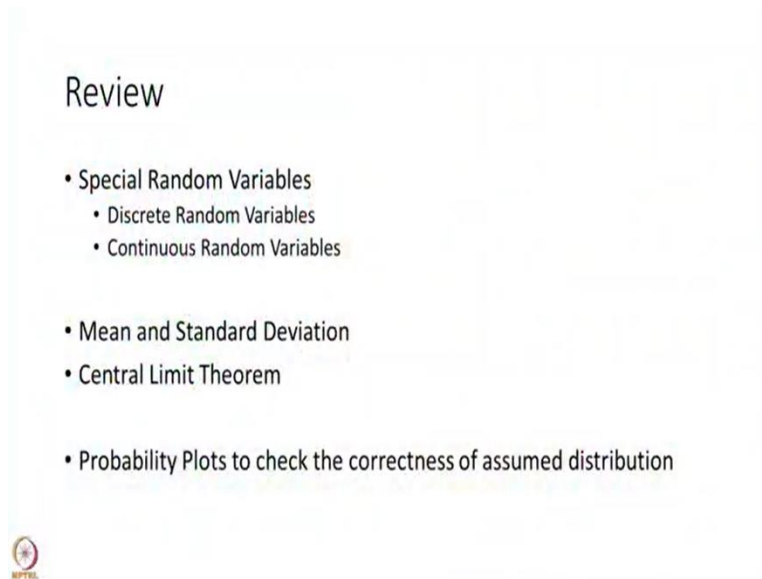 Review
• Special Random Variables
• Discrete Random Variables
• Continuous Random Variables
• Mean and Standard Deviation
• Central Limit Theorem
• Probability Plots to check the correctness of assumed distribution
NPTEL